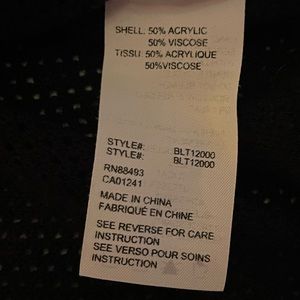 SHELL: 50% ACRYLIC
50% VISCOSE
TISSU: 50% ACRYLIQUE
50%VISCOSE
STYLE#: BLT12000
STYLE#: BLT12000
RN88493
CA01241
MADE IN CHINA
FABRIQUÉ EN CHINE
SEE REVERSE FOR CARE
INSTRUCTION
SEE VERSO POUR SOINS
INSTRUCTION